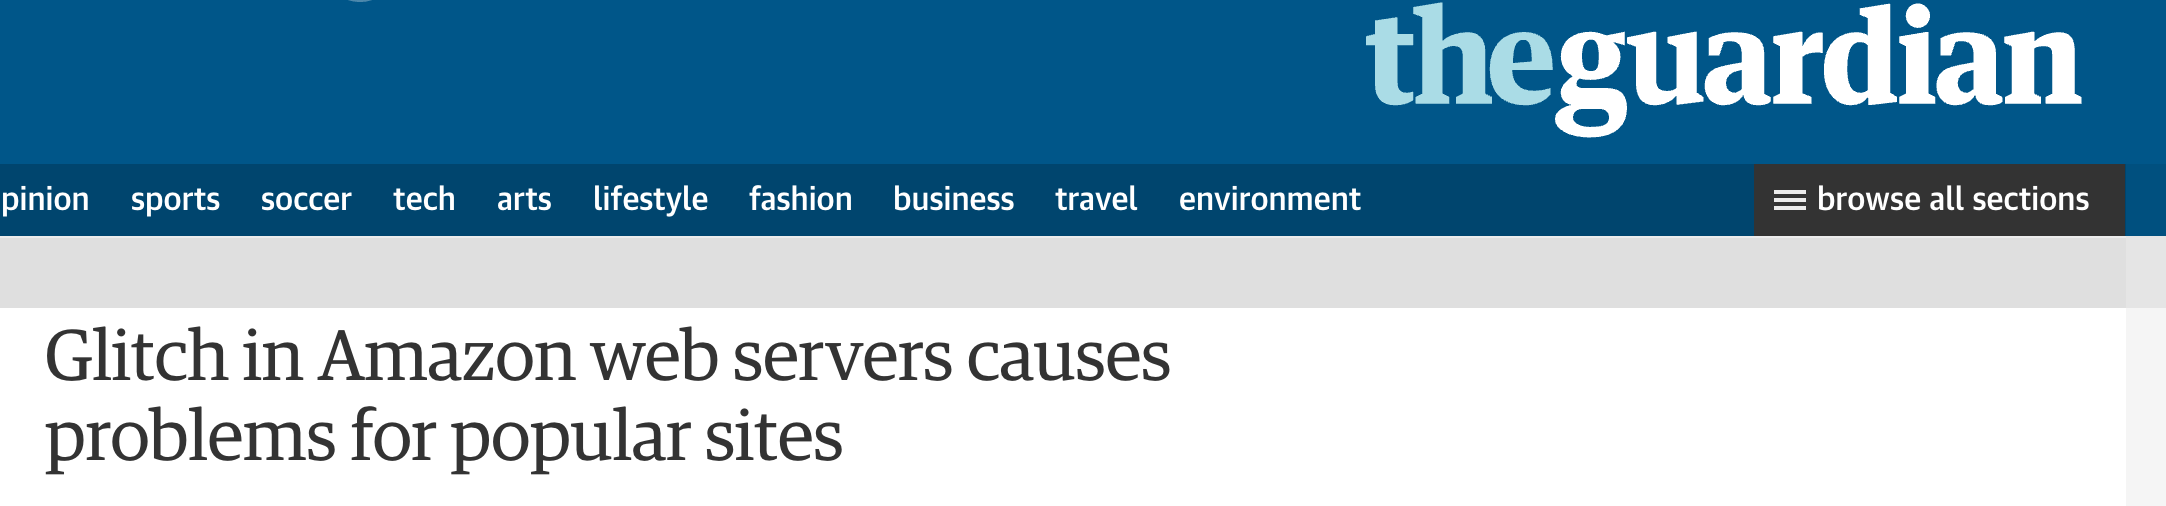 theguardian
pinion sports soccer tech arts lifestyle fashion business travel environment browse all sections
Glitch in Amazon web servers causes
problems for popular sites